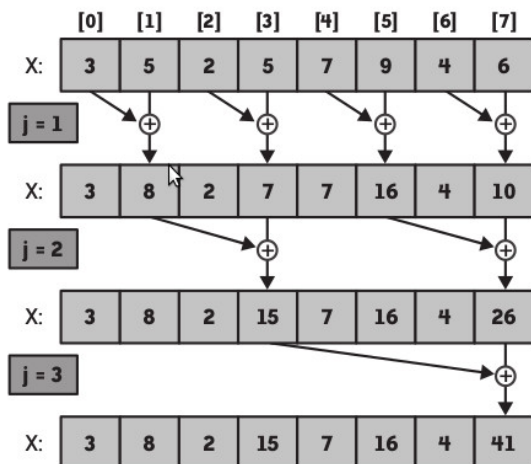 [0] [1] [2] [3] [4] [5] [6] [7]
X: 3 5 2 5 7 9 4 6
j = 1
X: 3 8 2 7 7 16 4 10
j = 2
X: 3 8 2 15 7 16 4 26
j = 3
X: 3 8 2 15 7 16 4 41